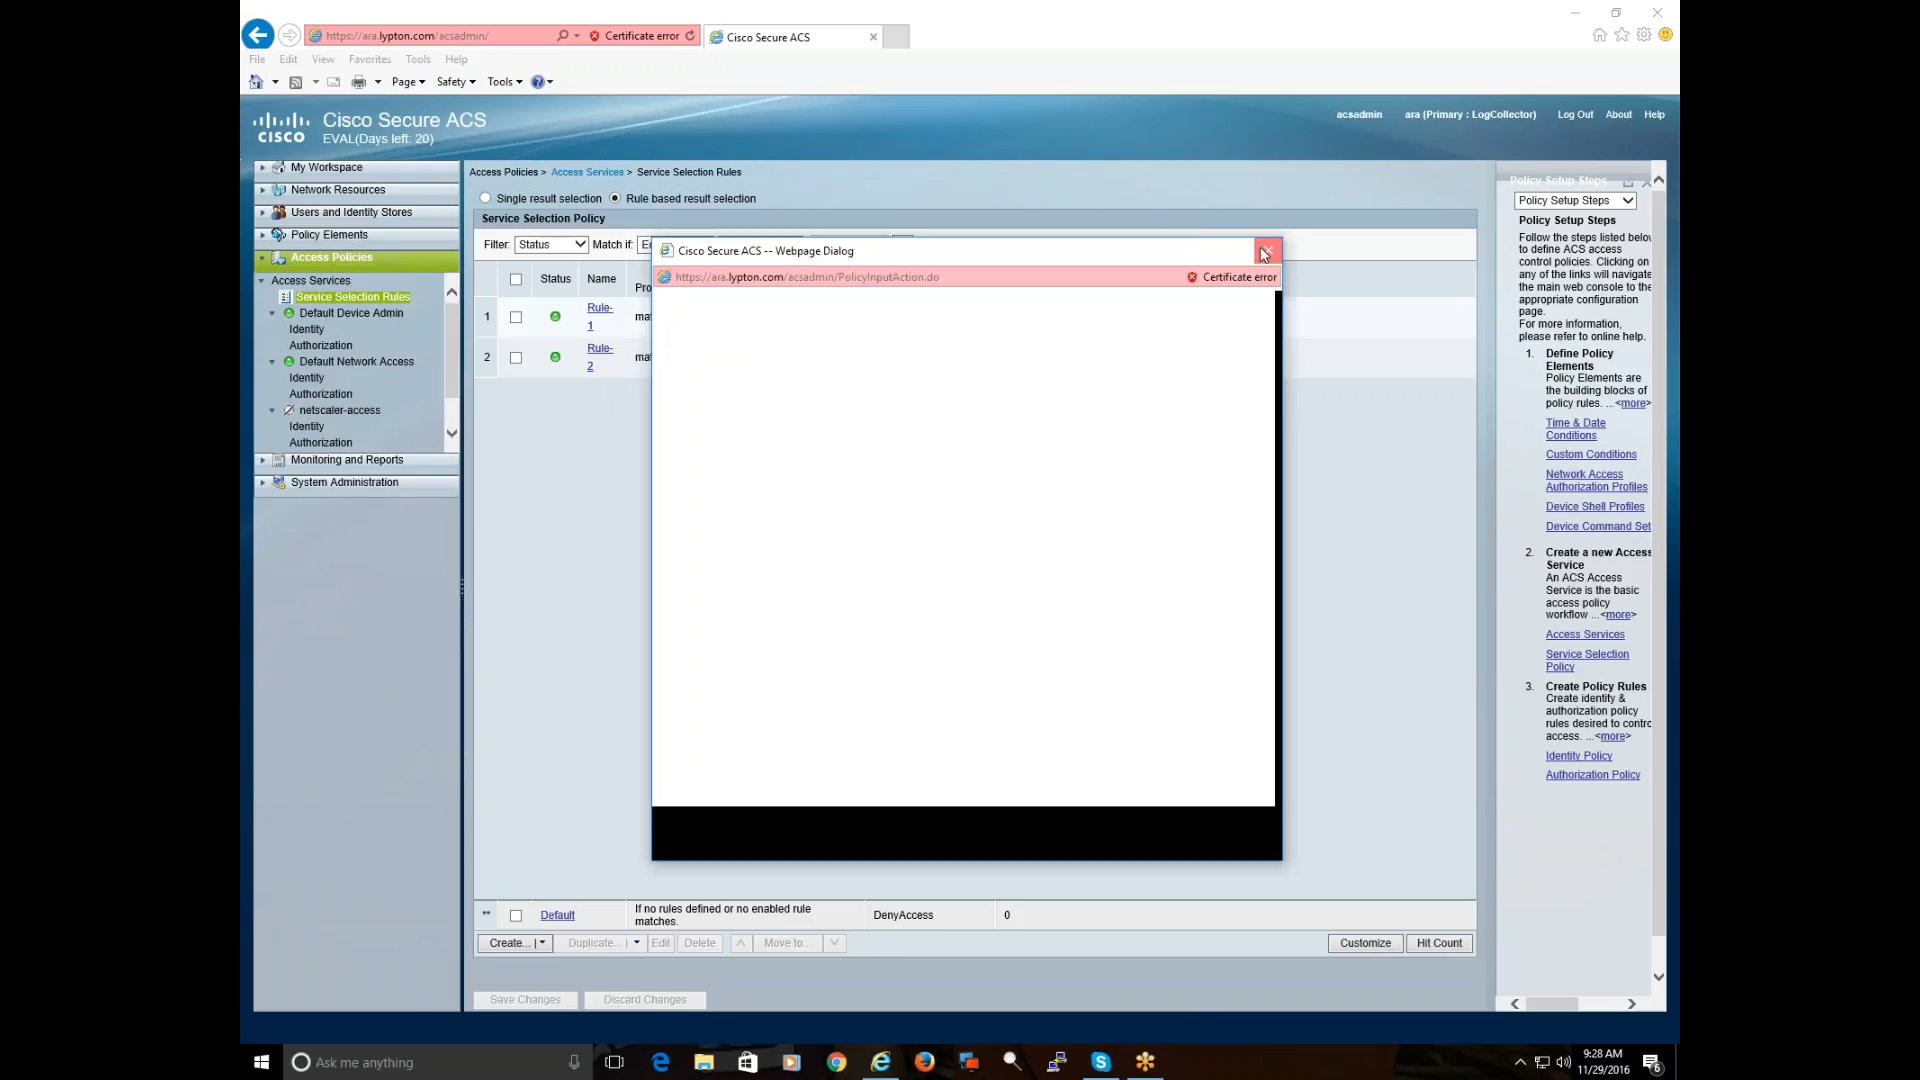 https://ara.lypton.com/acsadmin/
Certificate error
Cisco Secure ACS
File Edit View Favorites Tools Help
Page Safety Tools
CISCO
Cisco Secure ACS
EVAL(Days left: 20)
acsadmin ara (Primary : LogCollector) Log Out About Help
My Workspace
Network Resources
Users and Identity Stores
Policy Elements
Access Policies
Access Services
Service Selection Rules
Default Device Admin
Identity
Authorization
Default Network Access
Identity
Authorization
netscaler-access
Identity
Authorization
Monitoring and Reports
System Administration
Access Policies > Access Services > Service Selection Rules
Single result selection Rule based result selection
Service Selection Policy
Filter: Status Match if:
Status Name
1 Rule-
1
2 Rule-
2
Cisco Secure ACS -- Webpage Dialog
https://ara.lypton.com/acsadmin/PolicyInputAction.do
Certificate error
** Default If no rules defined or no enabled rule
matches. DenyAccess 0
Create... | Duplicate... | Edit Delete Move to...
Customize Hit Count
Save Changes Discard Changes
Policy Setup Steps
Policy Setup Steps
Policy Setup Steps
Follow the steps listed below
to define ACS access
control policies. Clicking on
any of the links will navigate
the main web console to the
appropriate configuration
page.
For more information,
please refer to online help.
1. Define Policy
Elements
Policy Elements are
the building blocks of
policy rules. ...<more>
Time & Date
Conditions
Custom Conditions
Network Access
Authorization Profiles
Device Shell Profiles
Device Command Set
2. Create a new Access
Service
An ACS Access
Service is the basic
access policy
workflow ...<more>
Access Services
Service Selection
Policy
3. Create Policy Rules
Create identity &
authorization policy
rules desired to contro
access. ...<more>
Identity Policy
Authorization Policy
Ask me anything
9:28 AM
11/29/2016
6